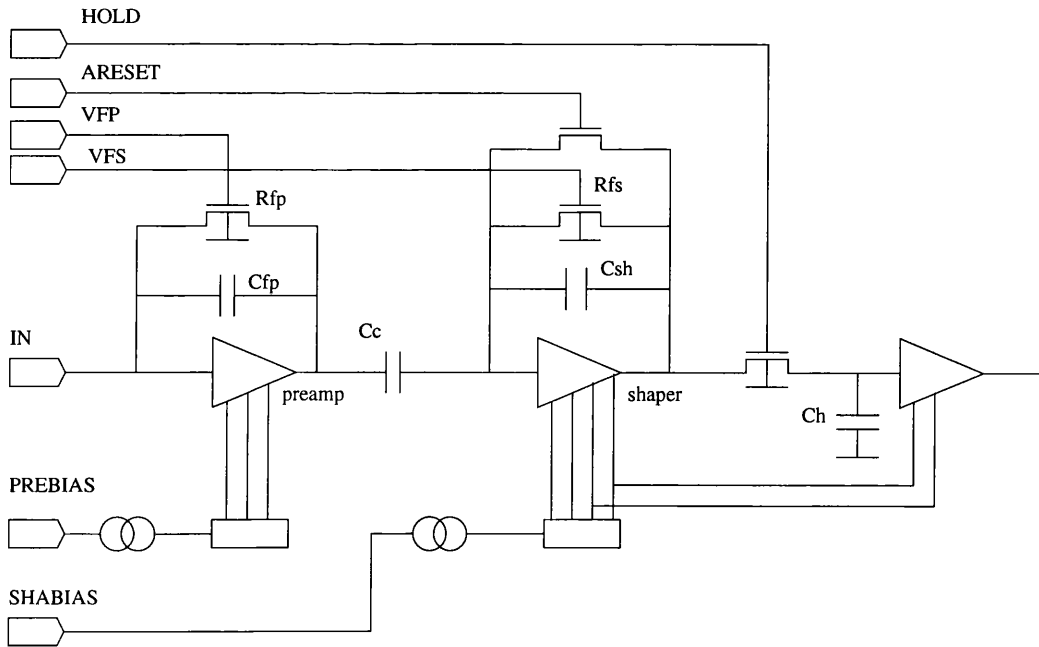 HOLD
ARESET
VFP
VFS
Rfp
Rfs
Cfp
Csh
IN
Cc
preamp
shaper
Ch
PREBIAS
SHABIAS